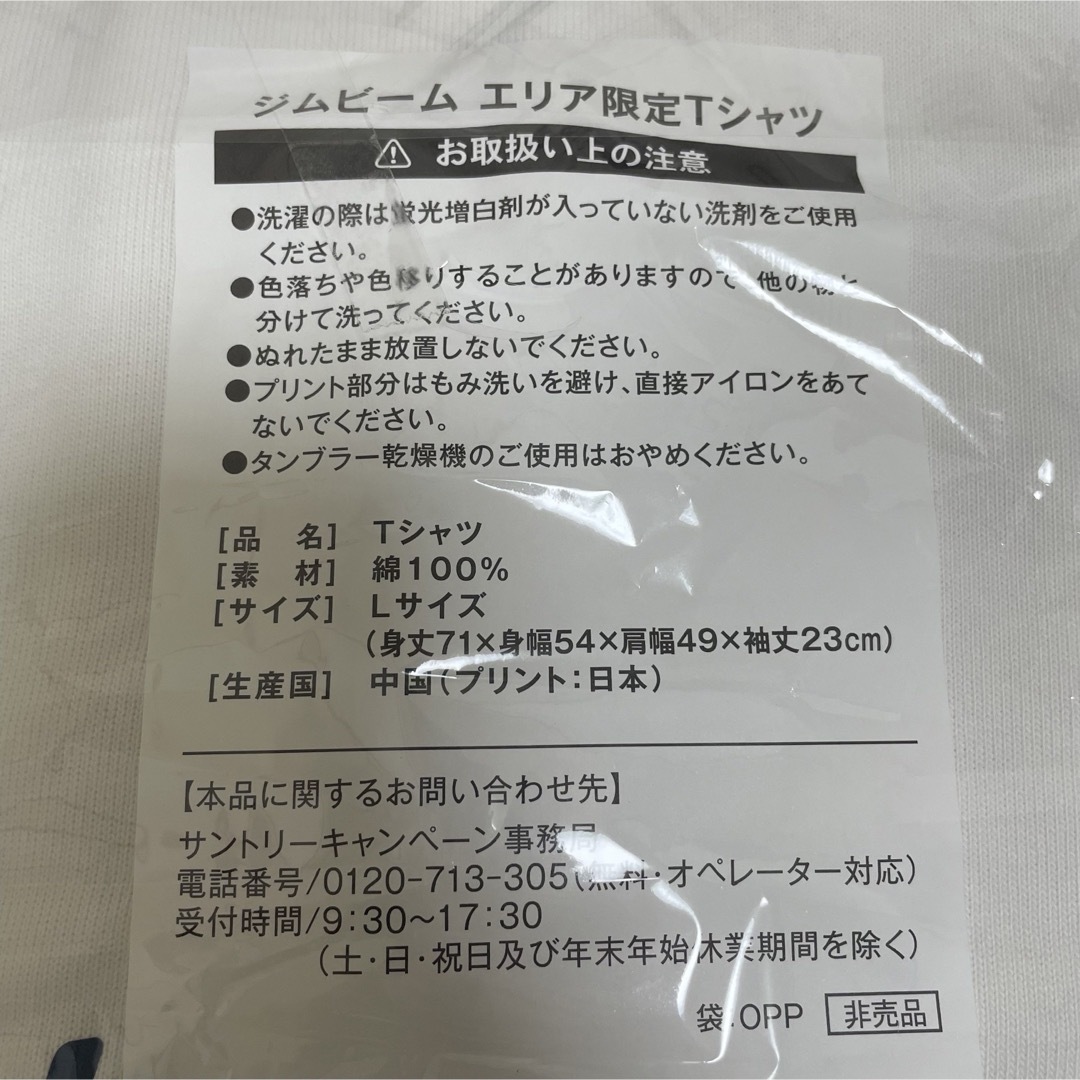 ジムビーム エリア限定Tシャツ
⚠ お取扱い上の注意
●洗濯の際は蛍光増白剤が入っていない洗剤をご使用
ください。
●色落ちや色移りすることがありますので、他の物と
分けて洗ってください。
●ぬれたまま放置しないでください。
●プリント部分はもみ洗いを避け、直接アイロンをあて
ないでください。
●タンブラー乾燥機のご使用はおやめください。
[品　名]　Tシャツ
[素　材]　綿100%
[サイズ]　Lサイズ
(身丈71×身幅54×肩幅49×袖丈23cm)
[生産国]　中国(プリント:日本)
【本品に関するお問い合わせ先】
サントリーキャンペーン事務局
電話番号/0120-713-305(無料・オペレーター対応)
受付時間/9:30~17:30
(土・日・祝日及び年末年始休業期間を除く)
袋:OPP 非売品